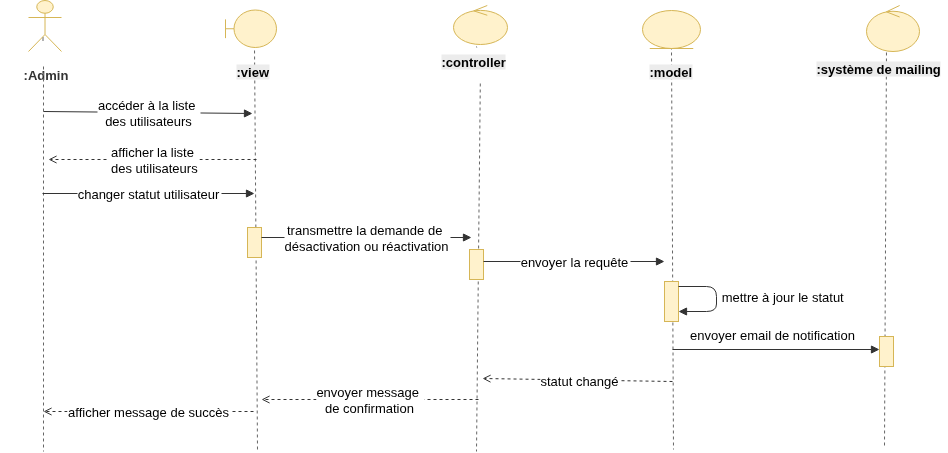 :Admin
:view
:controller
:model
:système de mailing
accéder à la liste
des utilisateurs
afficher la liste
des utilisateurs
changer statut utilisateur
transmettre la demande de
désactivation ou réactivation
envoyer la requête
mettre à jour le statut
envoyer email de notification
statut changé
envoyer message
de confirmation
afficher message de succès